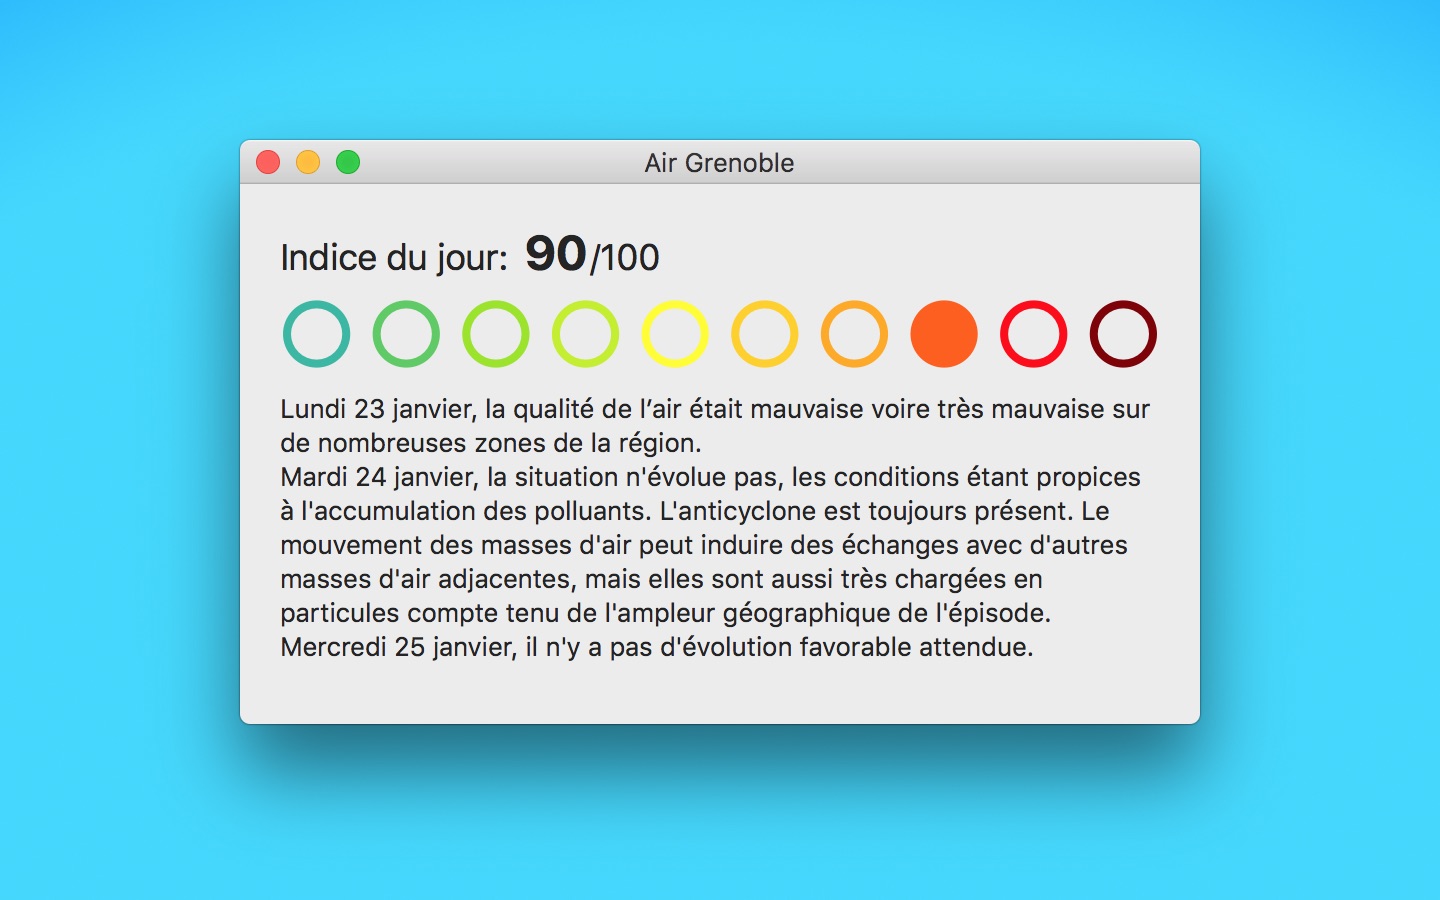 Air Grenoble
Indice du jour: 90/100
Lundi 23 janvier, la qualité de l’air était mauvaise voire très mauvaise sur
de nombreuses zones de la région.
Mardi 24 janvier, la situation n'évolue pas, les conditions étant propices
à l'accumulation des polluants. L'anticyclone est toujours présent. Le
mouvement des masses d'air peut induire des échanges avec d'autres
masses d'air adjacentes, mais elles sont aussi très chargées en
particules compte tenu de l'ampleur géographique de l'épisode.
Mercredi 25 janvier, il n'y a pas d'évolution favorable attendue.